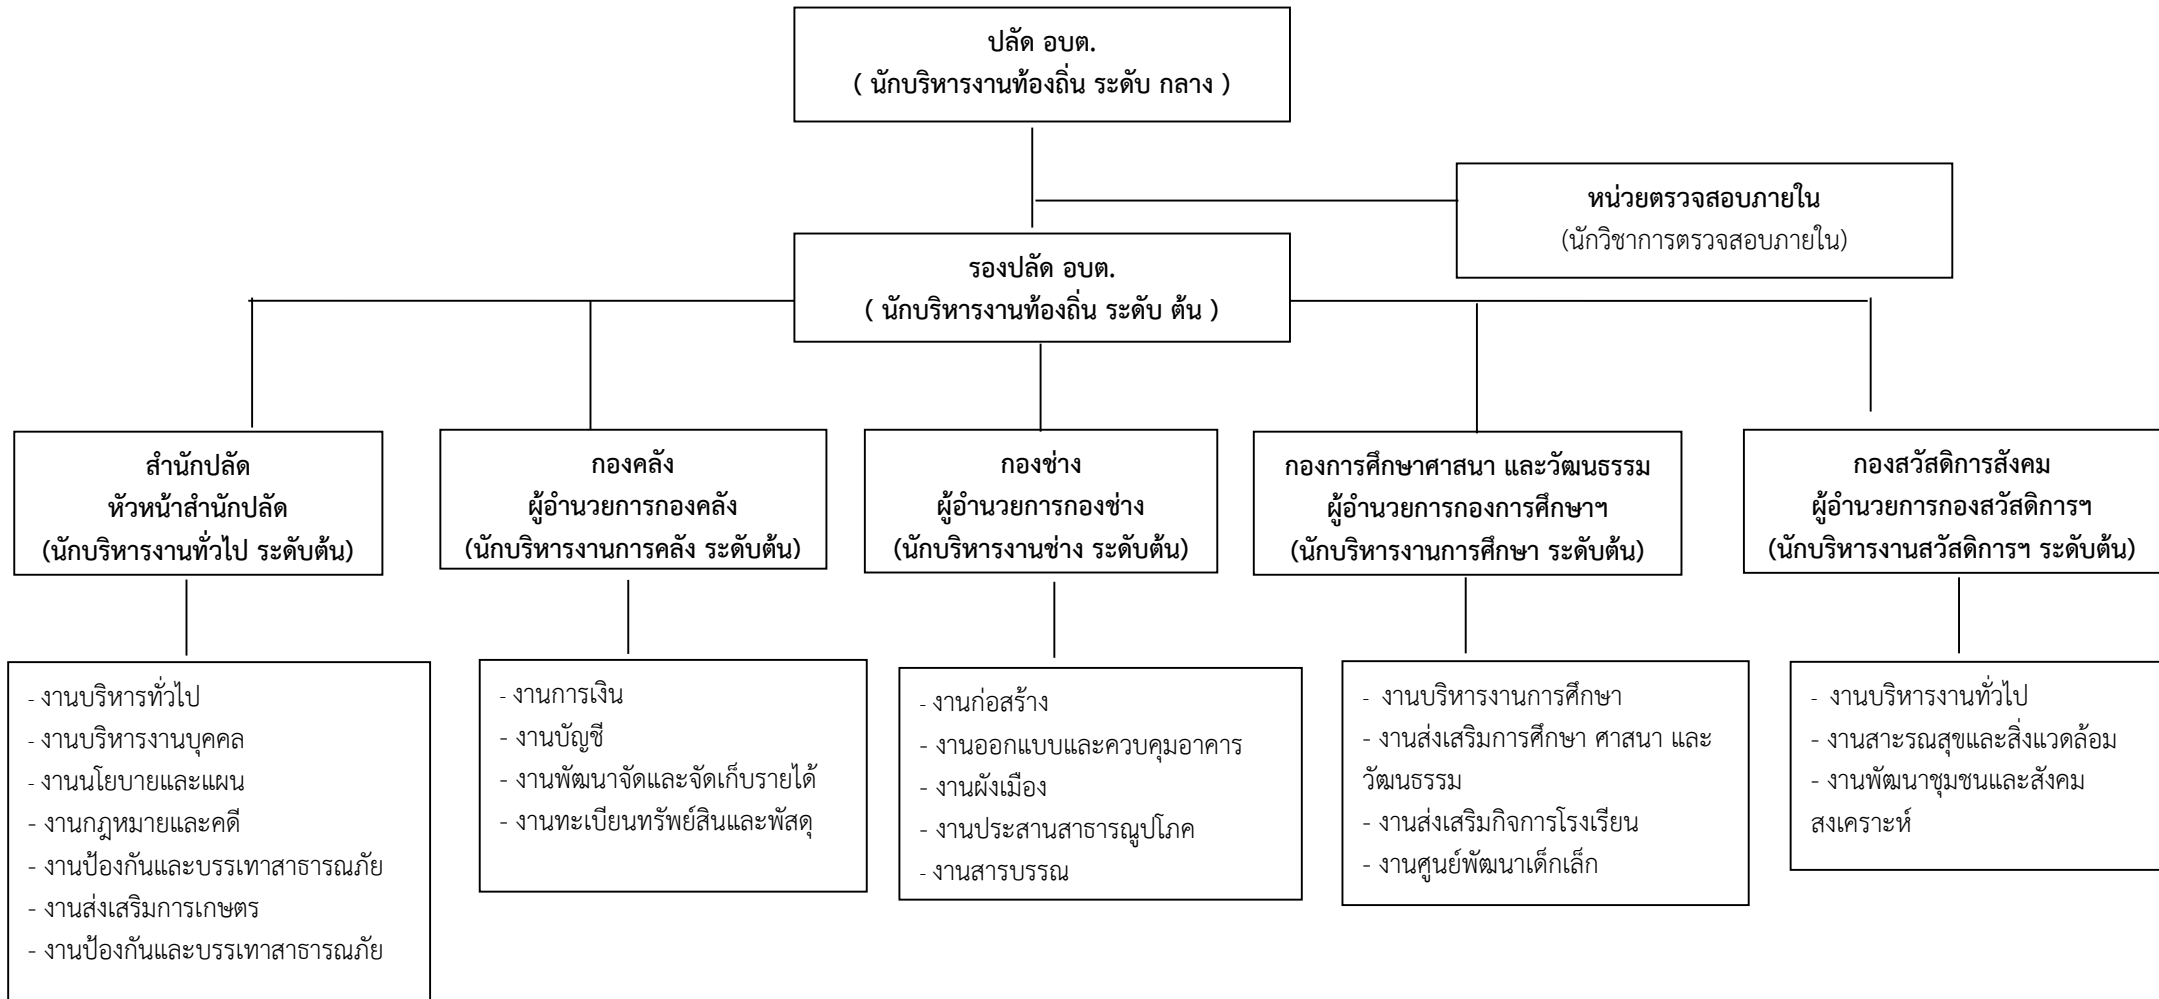 ปลัด อบต.
( นักบริหารงานท้องถิ่น ระดับ กลาง )
หน่วยตรวจสอบภายใน
(นักวิชาการตรวจสอบภายใน)
รองปลัด อบต.
( นักบริหารงานท้องถิ่น ระดับ ต้น )
สำนักปลัด
หัวหน้าสำนักปลัด
(นักบริหารงานทั่วไป ระดับต้น)
กองคลัง
ผู้อำนวยการกองคลัง
(นักบริหารงานการคลัง ระดับต้น)
กองช่าง
ผู้อำนวยการกองช่าง
(นักบริหารงานช่าง ระดับต้น)
กองการศึกษาศาสนา และวัฒนธรรม
ผู้อำนวยการกองการศึกษาฯ
(นักบริหารงานการศึกษา ระดับต้น)
กองสวัสดิการสังคม
ผู้อำนวยการกองสวัสดิการฯ
(นักบริหารงานสวัสดิการฯ ระดับต้น)
- งานบริหารทั่วไป
- งานบริหารงานบุคคล
- งานนโยบายและแผน
- งานกฎหมายและคดี
- งานป้องกันและบรรเทาสาธารณภัย
- งานส่งเสริมการเกษตร
- งานป้องกันและบรรเทาสาธารณภัย
- งานการเงิน
- งานบัญชี
- งานพัฒนาจัดและจัดเก็บรายได้
- งานทะเบียนทรัพย์สินและพัสดุ
- งานก่อสร้าง
- งานออกแบบและควบคุมอาคาร
- งานผังเมือง
- งานประสานสาธารณูปโภค
- งานสารบรรณ
- งานบริหารงานการศึกษา
- งานส่งเสริมการศึกษา ศาสนา และ
วัฒนธรรม
- งานส่งเสริมกิจการโรงเรียน
- งานศูนย์พัฒนาเด็กเล็ก
- งานบริหารงานทั่วไป
- งานสาะรณสุขและสิ่งแวดล้อม
- งานพัฒนาชุมชนและสังคม
สงเคราะห์